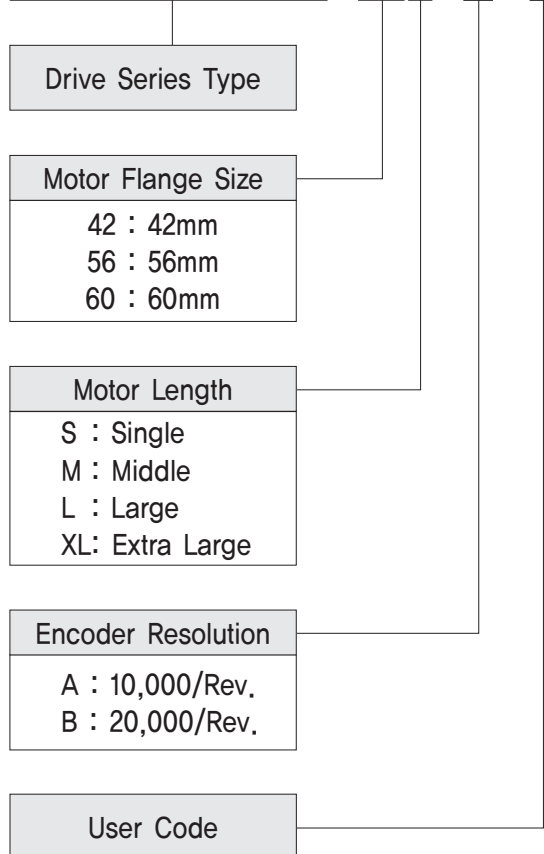 Drive Series Type
Motor Flange Size
42 : 42mm
56 : 56mm
60 : 60mm
Motor Length
S : Single
M : Middle
L : Large
XL: Extra Large
Encoder Resolution
A : 10,000/Rev.
B : 20,000/Rev.
User Code